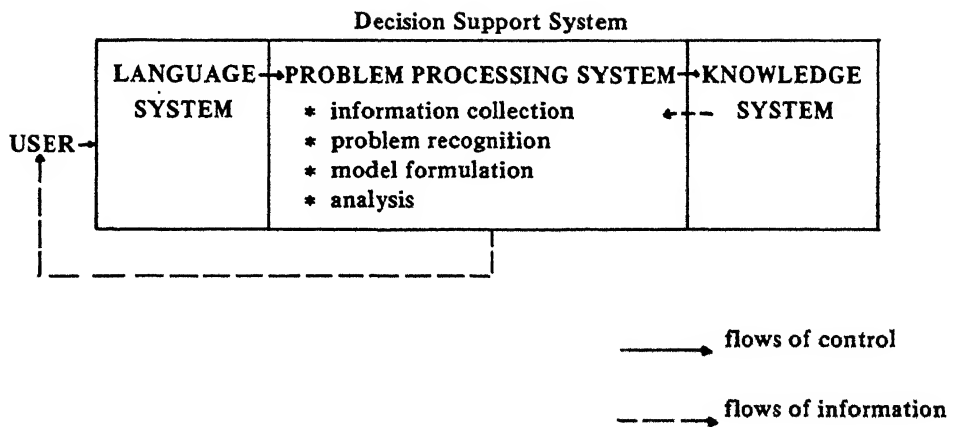 Decision Support System
LANGUAGE SYSTEM
PROBLEM PROCESSING SYSTEM
* information collection
* problem recognition
* model formulation
* analysis
KNOWLEDGE SYSTEM
USER
flows of control
flows of information